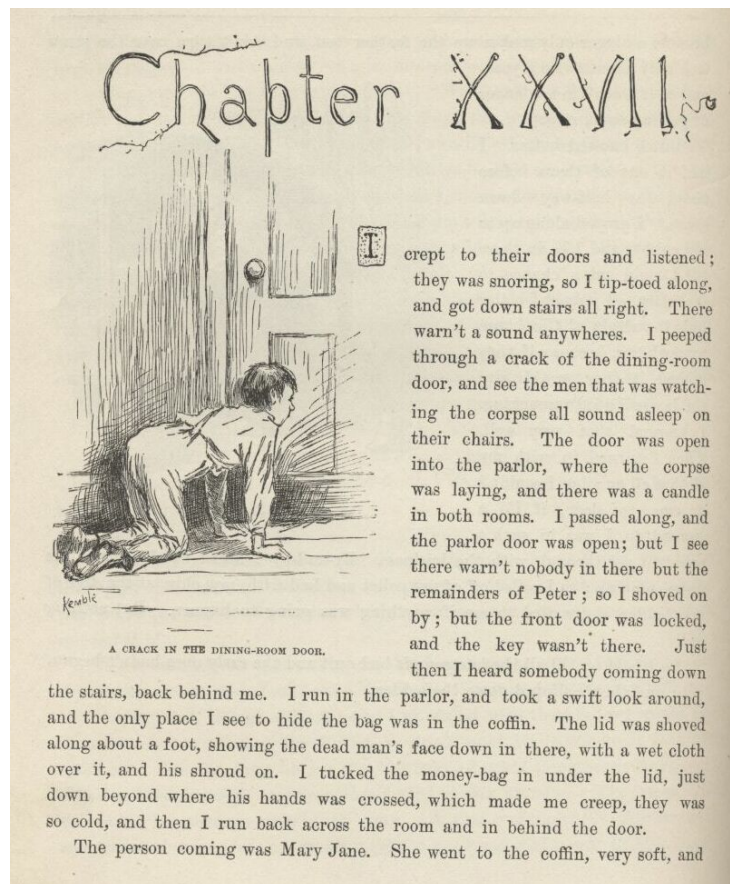 Chapter XXVII.
I crept to their doors and listened;
they was snoring, so I tip-toed along,
and got down stairs all right. There
warn't a sound anywheres. I peeped
through a crack of the dining-room
door, and see the men that was watch-
ing the corpse all sound asleep on
their chairs. The door was open
into the parlor, where the corpse
was laying, and there was a candle
in both rooms. I passed along, and
the parlor door was open; but I see
there warn't nobody in there but the
remainders of Peter; so I shoved on
by; but the front door was locked,
and the key wasn't there. Just
then I heard somebody coming down
Kemble
A CRACK IN THE DINING-ROOM DOOR.
the stairs, back behind me. I run in the parlor, and took a swift look around,
and the only place I see to hide the bag was in the coffin. The lid was shoved
along about a foot, showing the dead man's face down in there, with a wet cloth
over it, and his shroud on. I tucked the money-bag in under the lid, just
down beyond where his hands was crossed, which made me creep, they was
so cold, and then I run back across the room and in behind the door.
The person coming was Mary Jane. She went to the coffin, very soft, and